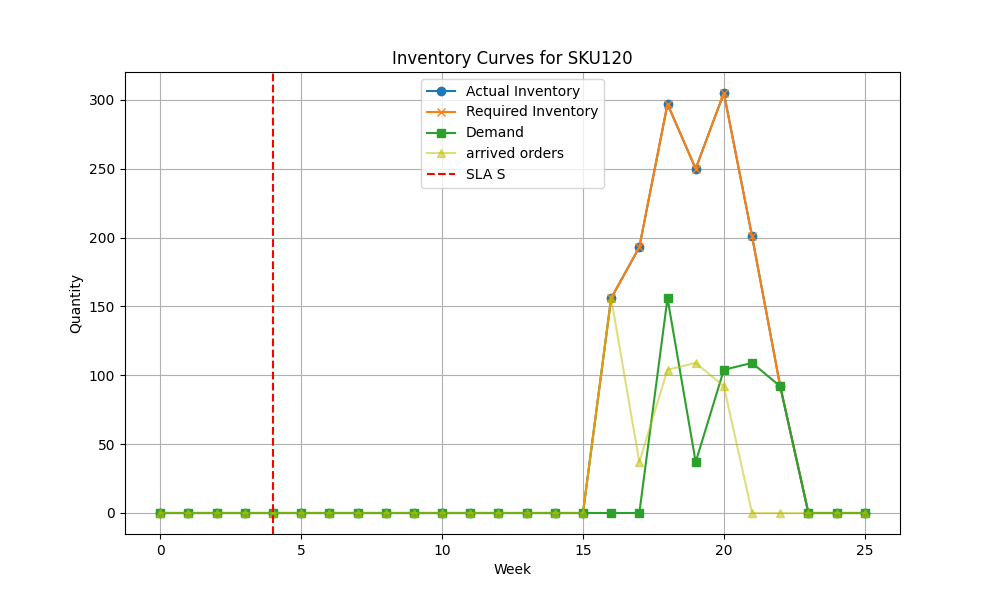 Inventory Curves for SKU120
Actual Inventory
Required Inventory
Demand
arrived orders
SLA S
300
250
200
150
100
50
0
Quantity
0 5 10 15 20 25
Week